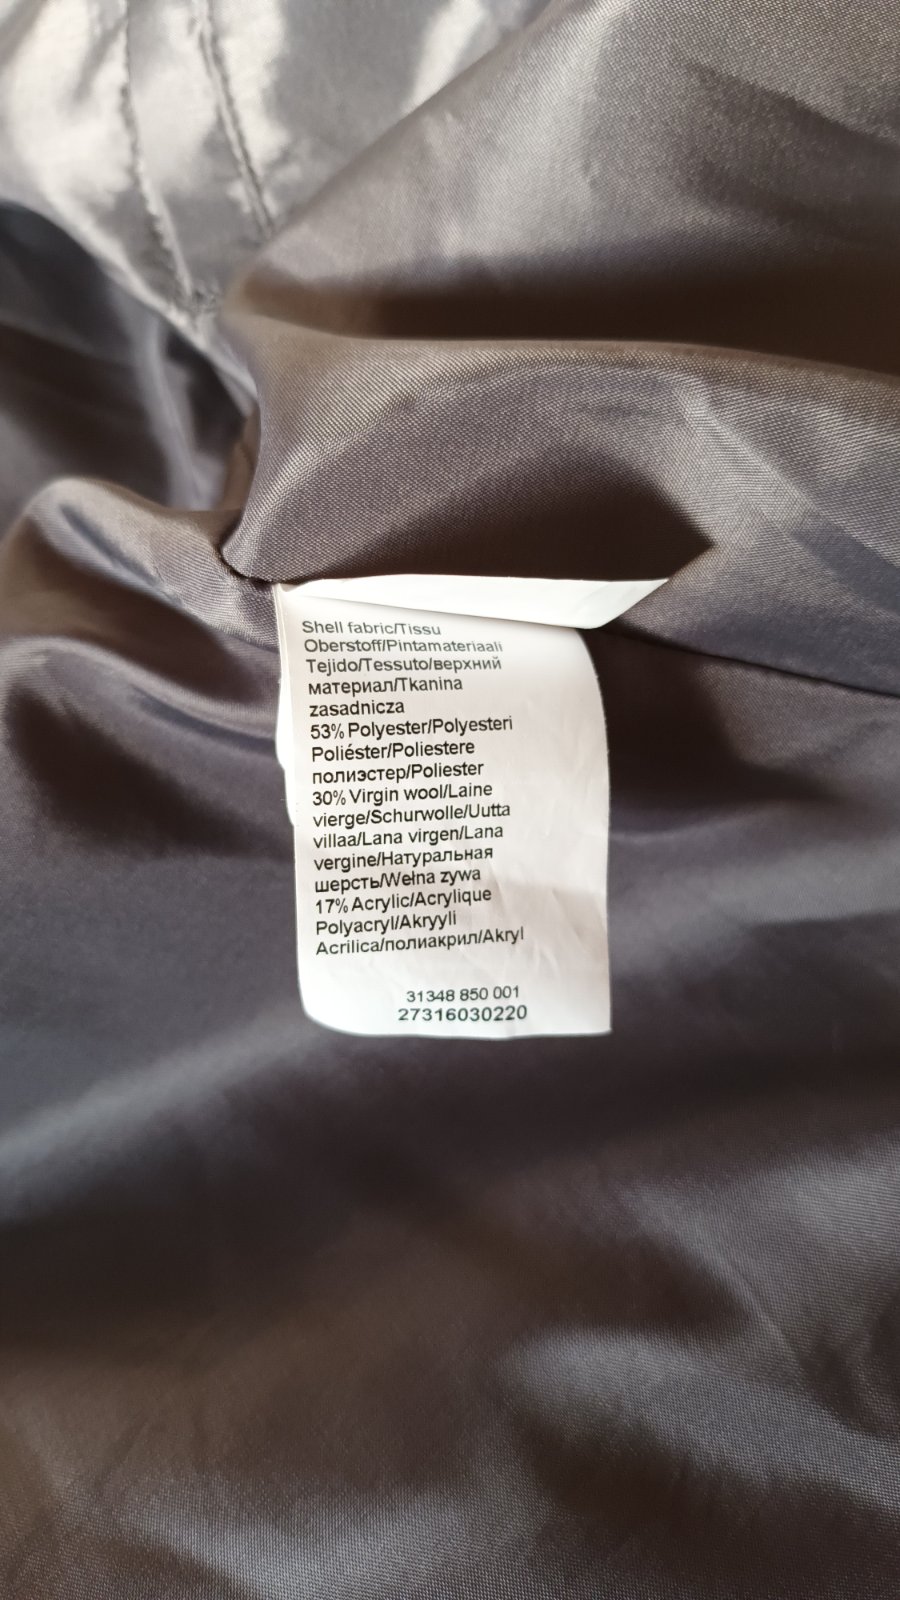 Shell fabric/Tissu
Oberstoff/Pintamateriaali
Tejido/Tessuto/верхний
материал/Tkanina
zasadnicza
53% Polyester/Polyesteri
Poliéster/Poliestere
полиэстер/Poliester
30% Virgin wool/Laine
vierge/Schurwolle/Uutta
villaa/Lana virgen/Lana
vergine/Натуральная
шерсть/Wełna zywa
17% Acrylic/Acrylique
Polyacryl/Akryyli
Acrilica/полиакрил/Akryl
31348 850 001
27316030220